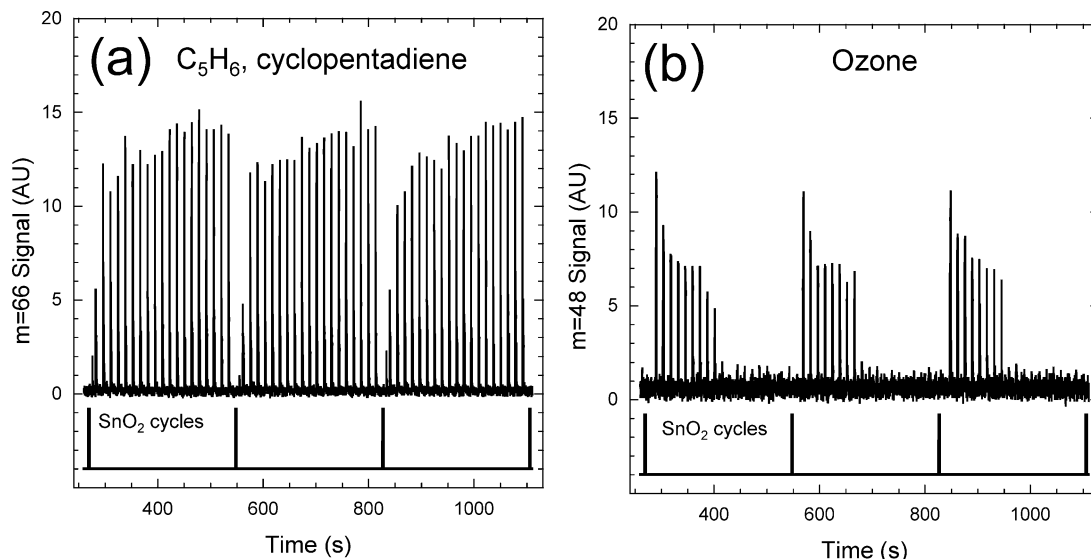 (a) C₅H₆, cyclopentadiene
20
15
10
5
0
m=66 Signal (AU)
SnO₂ cycles
400 600 800 1000
Time (s)
(b) Ozone
20
15
10
5
0
m=48 Signal (AU)
SnO₂ cycles
400 600 800 1000
Time (s)